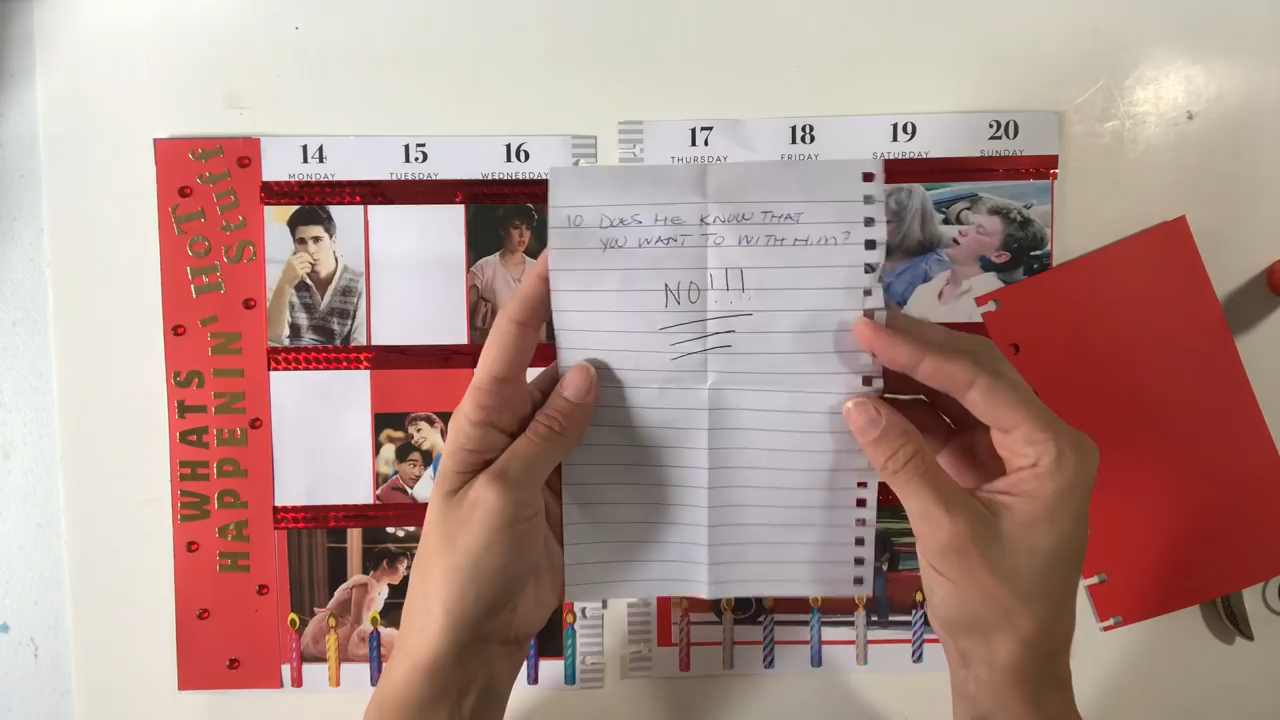 WHATS
HAPPENIN' HOT
Stuff
14
MONDAY
15
TUESDAY
16
WEDNESDAY
17
THURSDAY
18
FRIDAY
19
SATURDAY
20
SUNDAY
10. DOES HE KNOW THAT
YOU WANT TO WITH HIM?
NO!!!